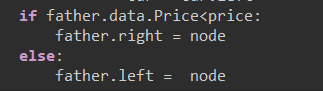 if father.data.Price<price:
    father.right = node
else:
    father.left =  node